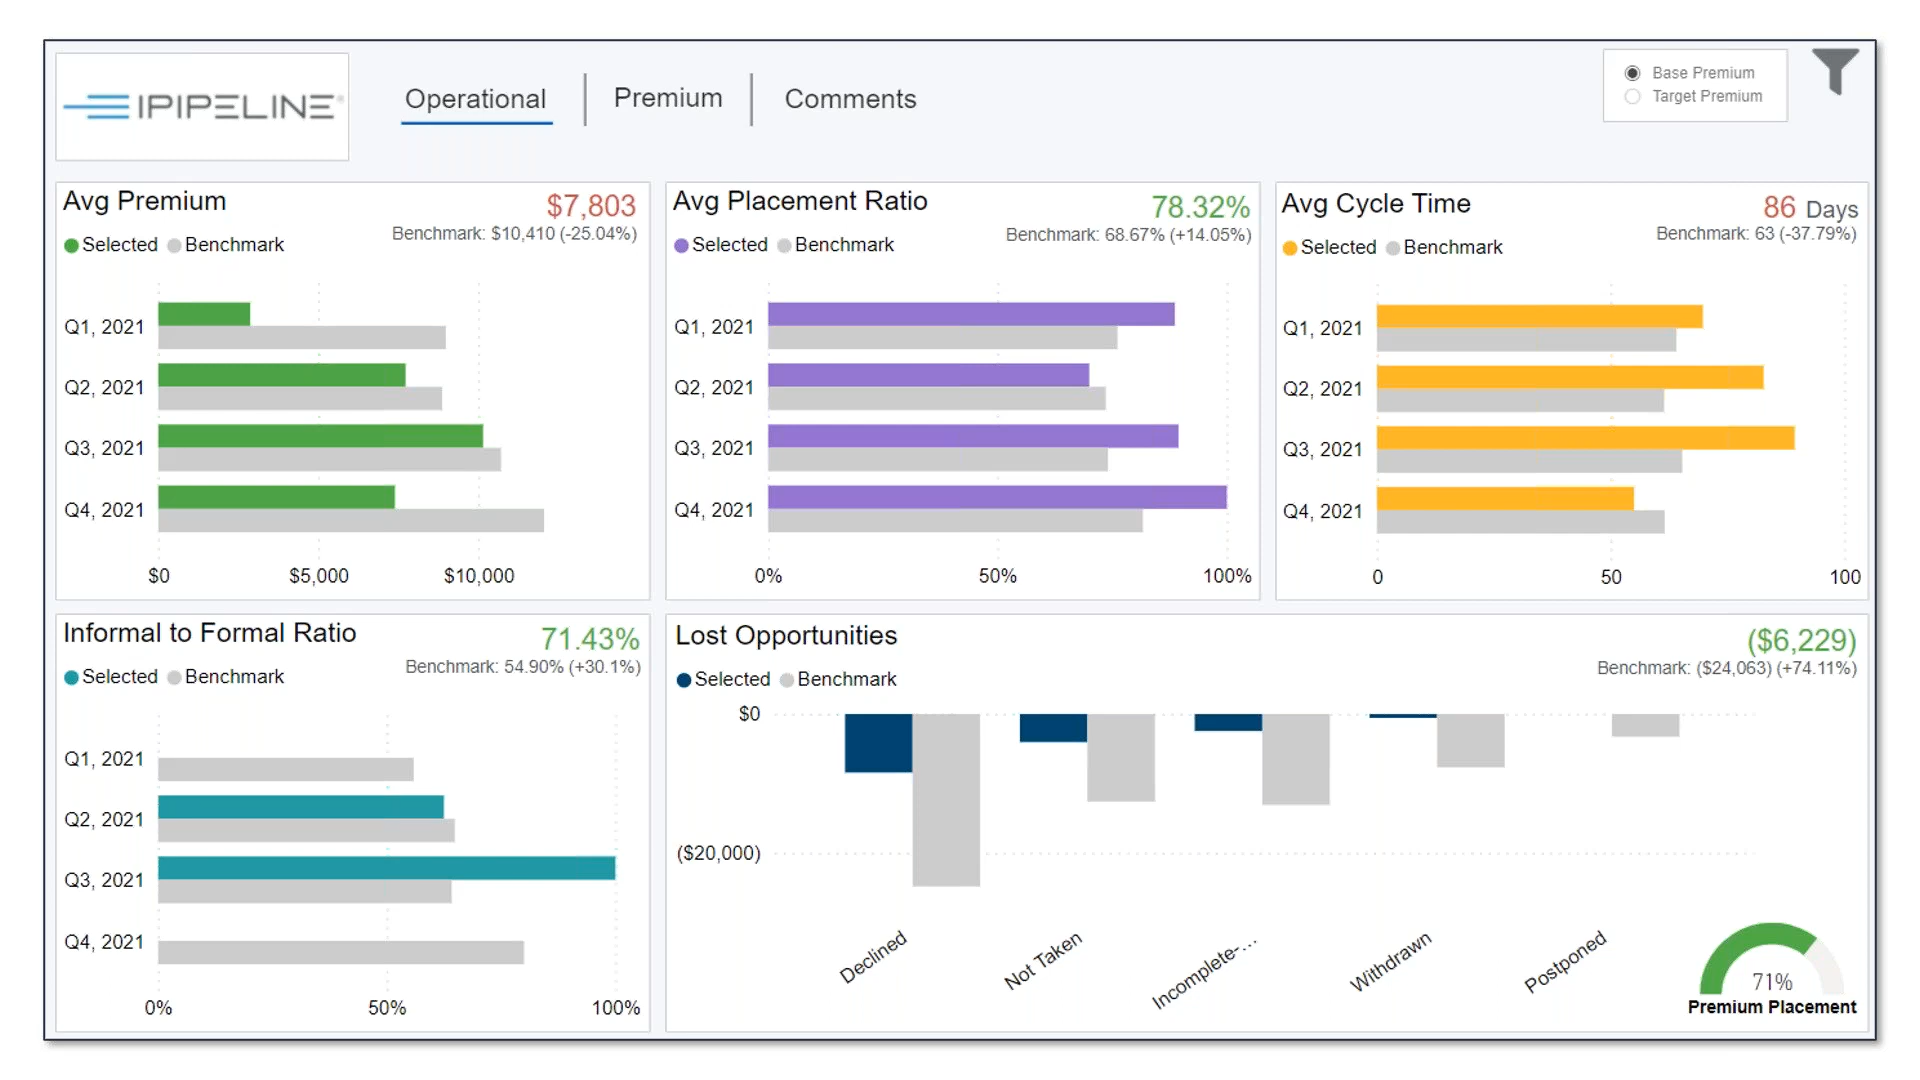 IPIPELINE®
Operational
Premium
Comments
Base Premium
Target Premium
Avg Premium
$7,803
Benchmark: $10,410 (-25.04%)
Selected Benchmark
Q1, 2021
Q2, 2021
Q3, 2021
Q4, 2021
$0 $5,000 $10,000
Avg Placement Ratio
78.32%
Benchmark: 68.67% (+14.05%)
Selected Benchmark
Q1, 2021
Q2, 2021
Q3, 2021
Q4, 2021
0% 50% 100%
Avg Cycle Time
86 Days
Benchmark: 63 (-37.79%)
Selected Benchmark
Q1, 2021
Q2, 2021
Q3, 2021
Q4, 2021
0 50 100
Informal to Formal Ratio
71.43%
Benchmark: 54.90% (+30.1%)
Selected Benchmark
Q1, 2021
Q2, 2021
Q3, 2021
Q4, 2021
0% 50% 100%
Lost Opportunities
($6,229)
Benchmark: ($24,063) (+74.11%)
Selected Benchmark
$0
($20,000)
Declined
Not Taken
Incomplete-...
Withdrawn
Postponed
71%
Premium Placement